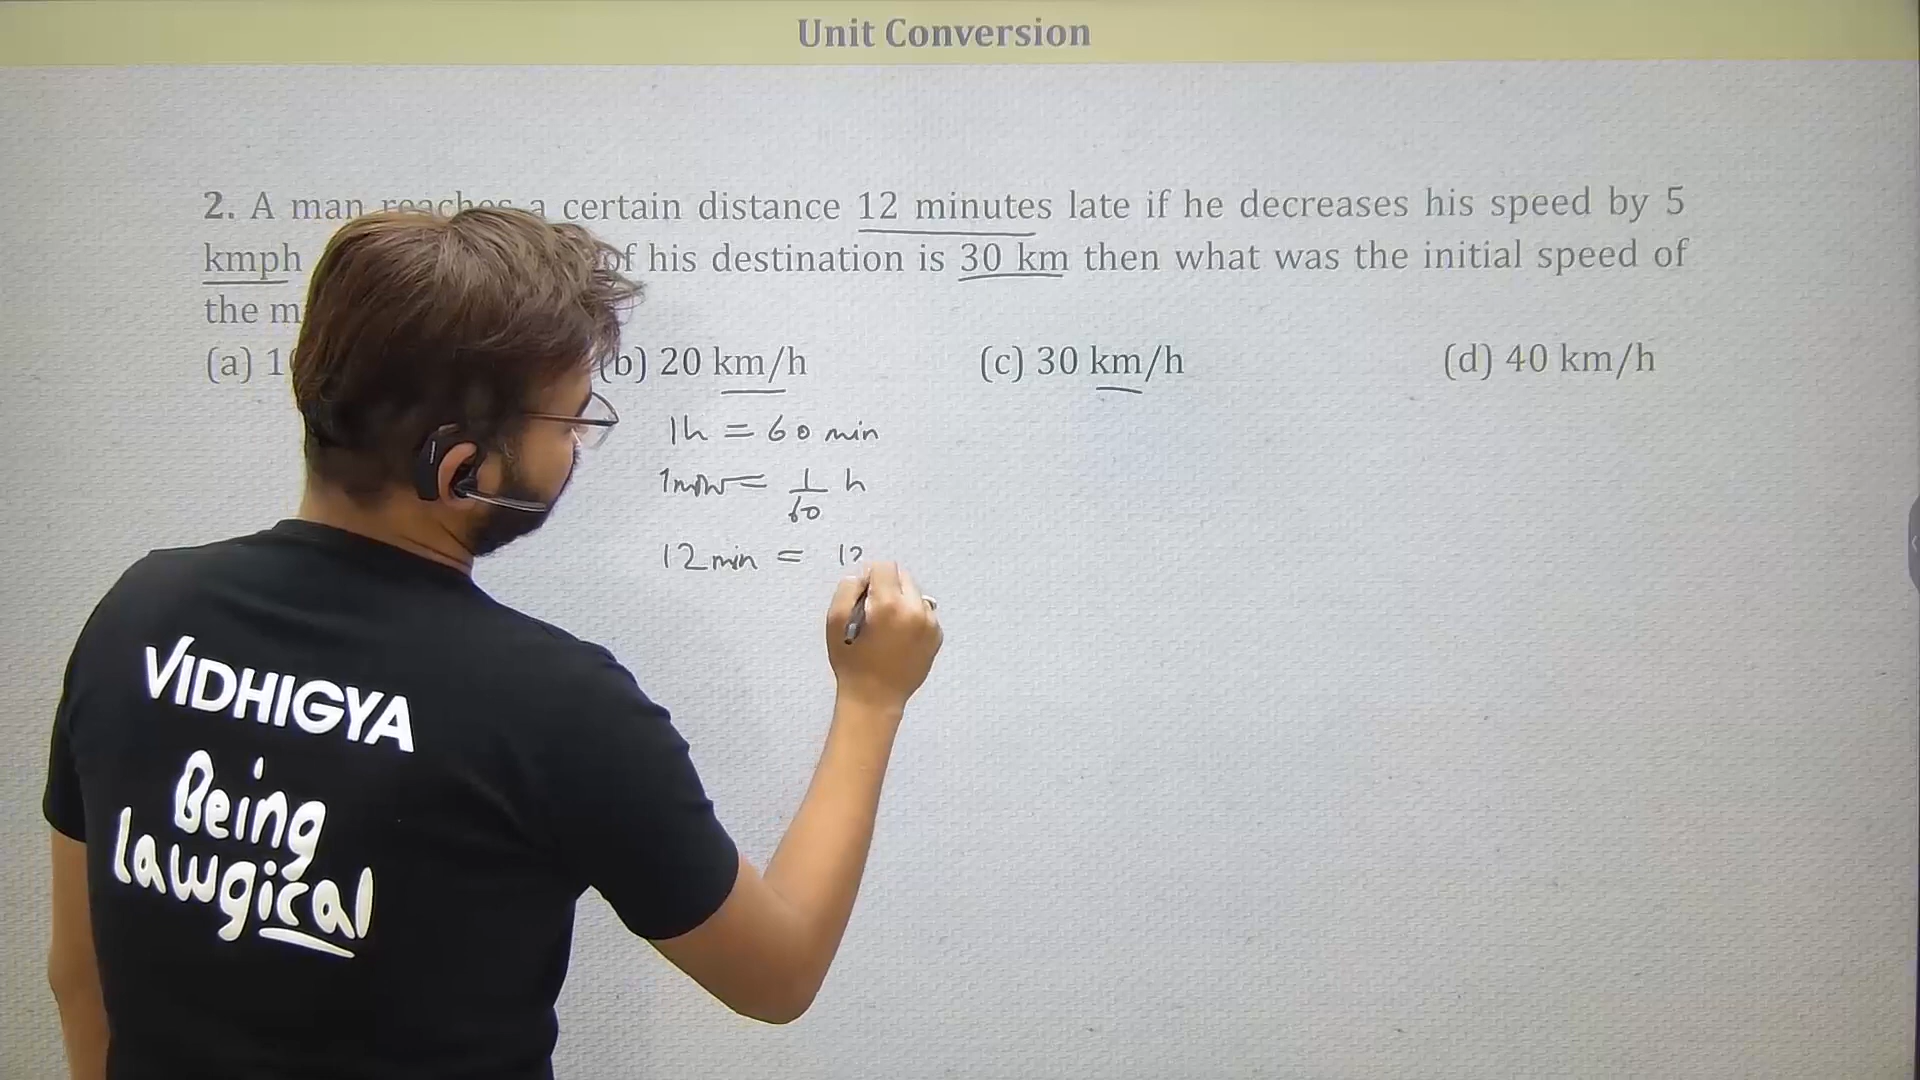 Unit Conversion
2. A man reaches a certain distance 12 minutes late if he decreases his speed by 5
kmph of his destination is 30 km then what was the initial speed of
the m
(a) 1 (b) 20 km/h (c) 30 km/h (d) 40 km/h
1h = 60 min
1min = 1/60 h
12 min = 12
VIDHIGYA
Being
Lawgical